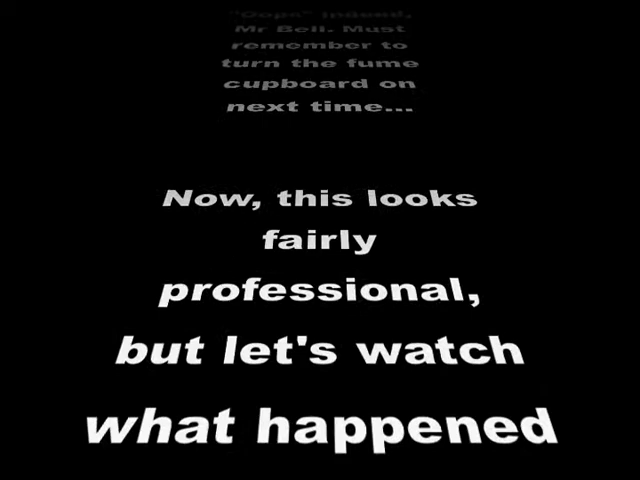 "Oops" indeed,
Mr Bell. Must
remember to
turn the fume
cupboard on
next time...
Now, this looks
fairly
professional,
but let's watch
what happened